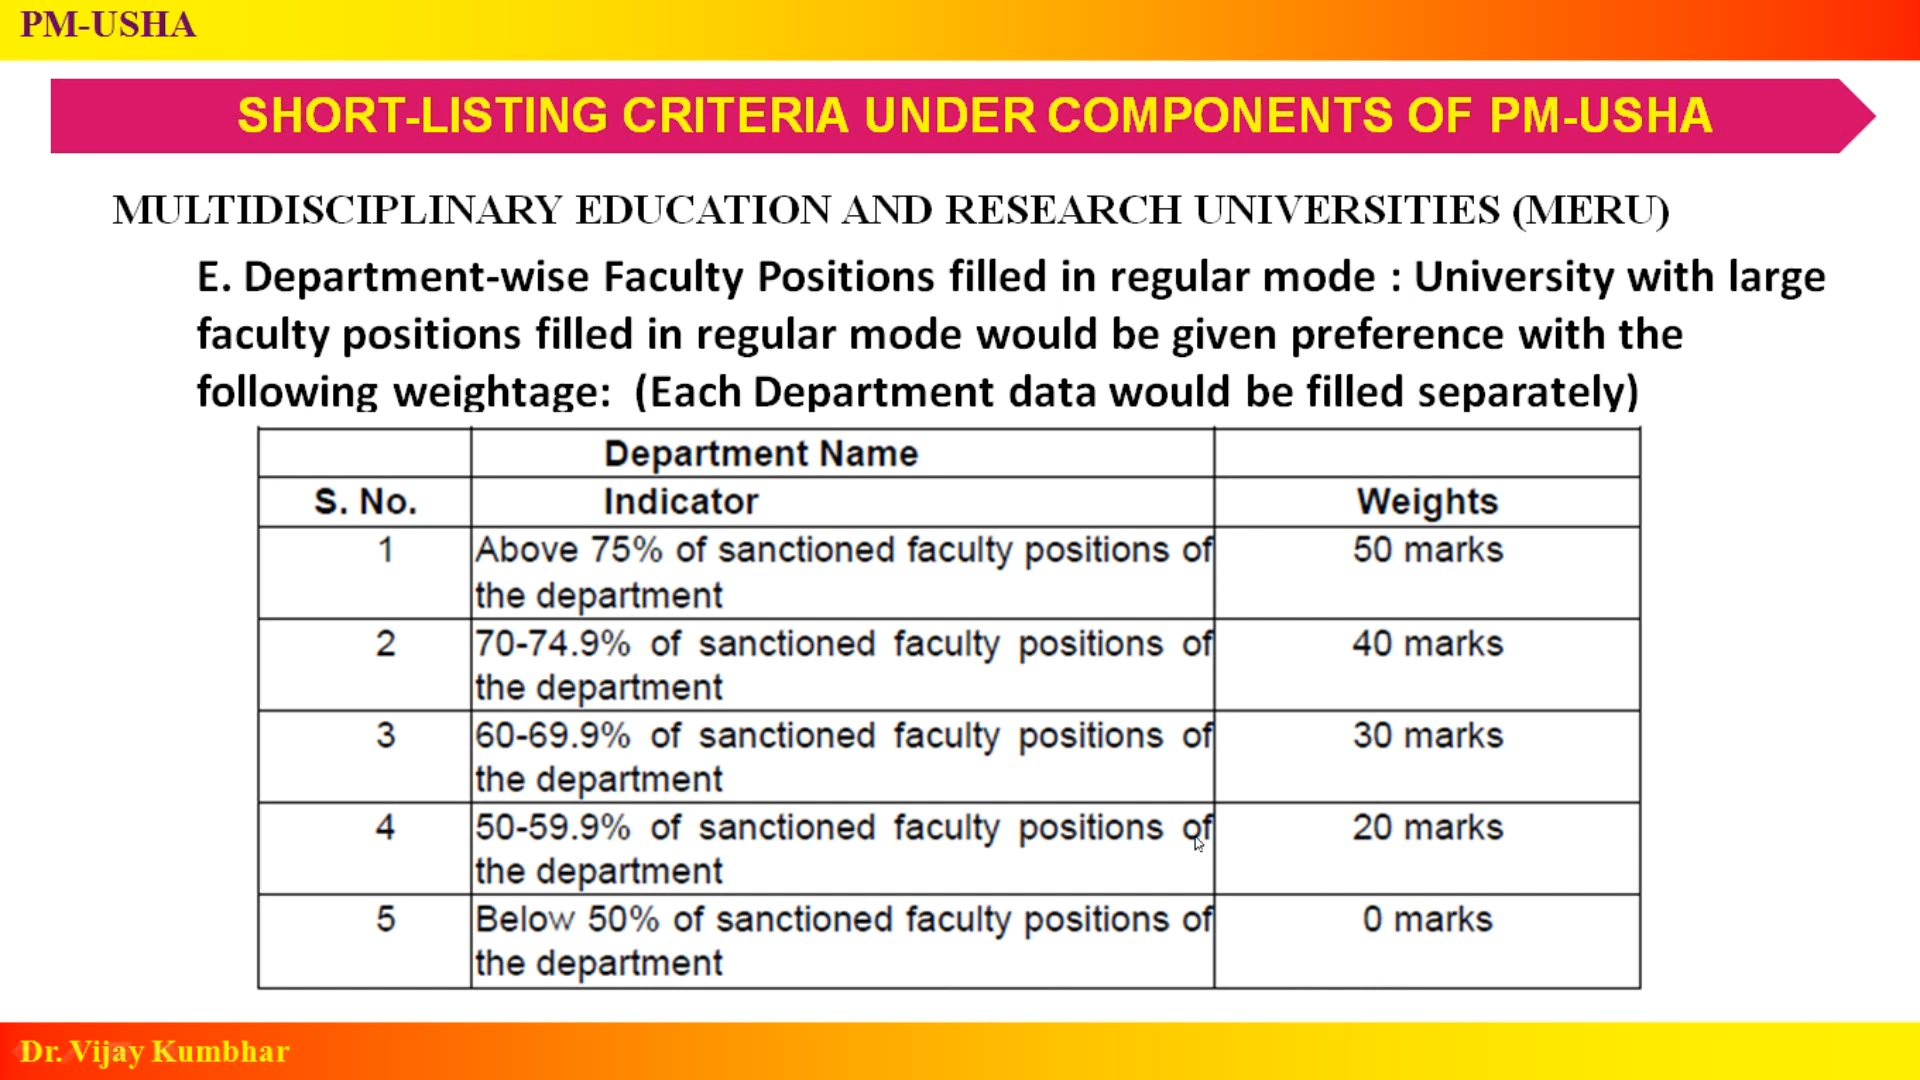 PM-USHA
SHORT-LISTING CRITERIA UNDER COMPONENTS OF PM-USHA
MULTIDISCIPLINARY EDUCATION AND RESEARCH UNIVERSITIES (MERU)
E. Department-wise Faculty Positions filled in regular mode : University with large
faculty positions filled in regular mode would be given preference with the
following weightage: (Each Department data would be filled separately)
Department Name
S. No. Indicator Weights
1 Above 75% of sanctioned faculty positions of 50 marks
the department
2 70-74.9% of sanctioned faculty positions of 40 marks
the department
3 60-69.9% of sanctioned faculty positions of 30 marks
the department
4 50-59.9% of sanctioned faculty positions of 20 marks
the department
5 Below 50% of sanctioned faculty positions of 0 marks
the department
Dr. Vijay Kumbhar